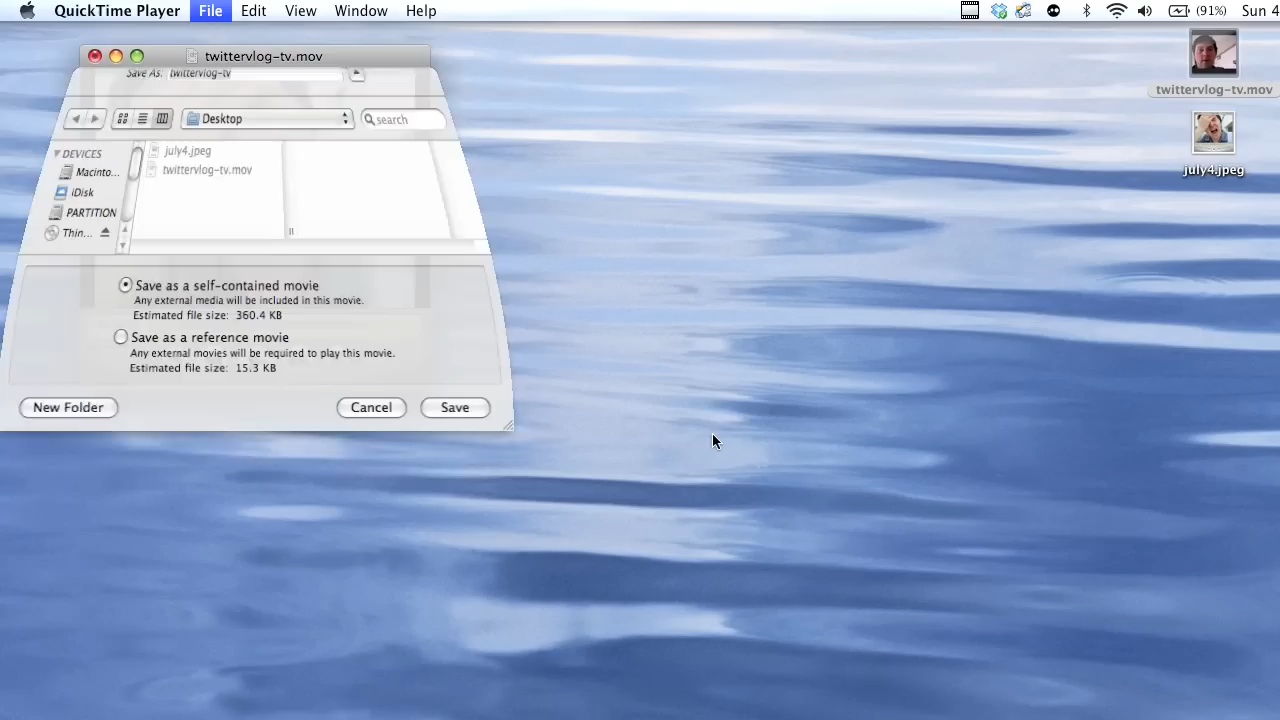 QuickTime Player File Edit View Window Help (91%) Sun 4
twittervlog-tv.mov
Save As: twittervlog-tv
Desktop search
DEVICES
Macinto...
iDisk
PARTITION
Thin...
july4.jpeg
twittervlog-tv.mov
Save as a self-contained movie
Any external media will be included in this movie.
Estimated file size: 360.4 KB
Save as a reference movie
Any external movies will be required to play this movie.
Estimated file size: 15.3 KB
New Folder Cancel Save
twittervlog-tv.mov
july4.jpeg